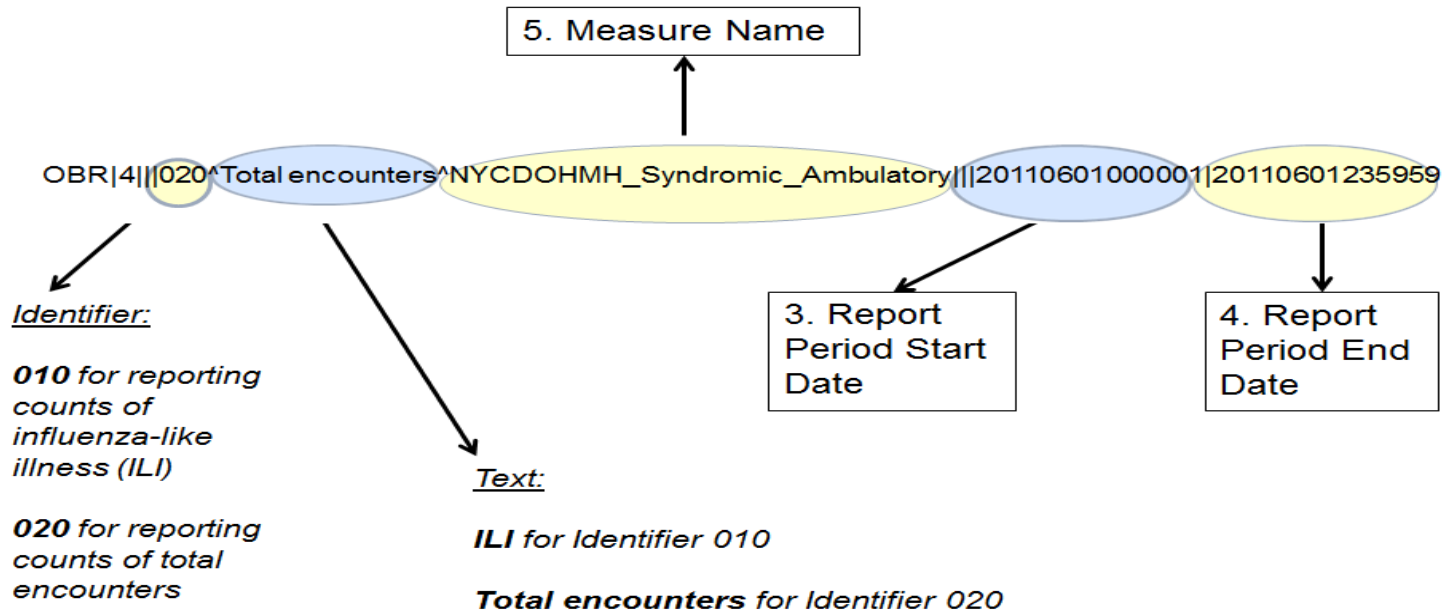 5. Measure Name
OBR|4|||020^Total encounters^NYCDOHMH_Syndromic_Ambulatory|||20110601000001|20110601235959
Identifier:
010 for reporting
counts of
influenza-like
illness (ILI)
020 for reporting
counts of total
encounters
Text:
ILI for Identifier 010
Total encounters for Identifier 020
3. Report
Period Start
Date
4. Report
Period End
Date